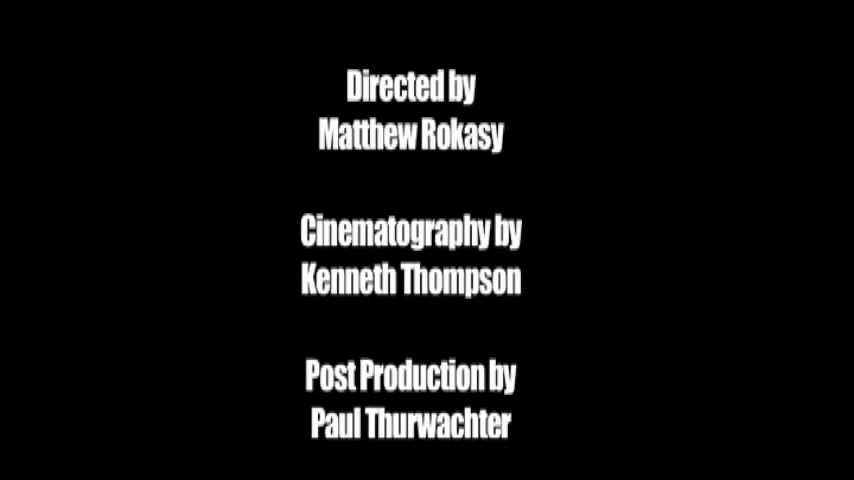 Directed by
Matthew Rokasy
Cinematography by
Kenneth Thompson
Post Production by
Paul Thurwachter